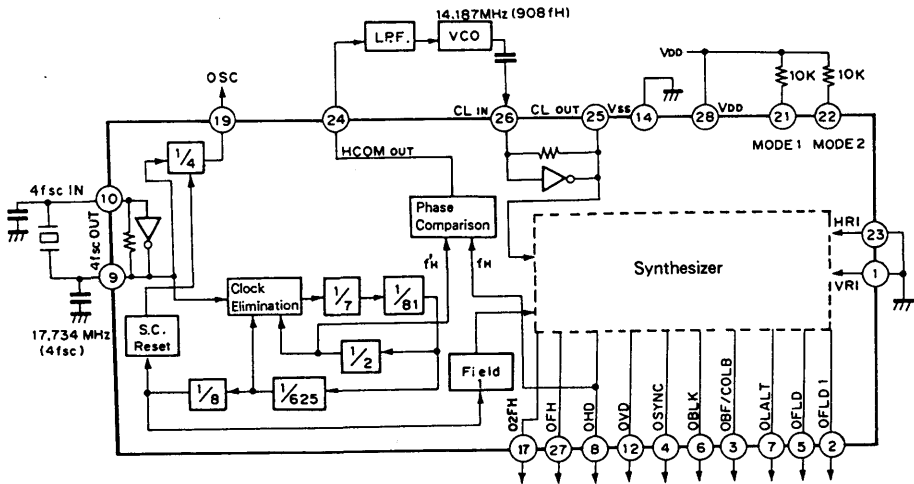 14.187MHz (908fH)
L.P.F.
VCO
VDD
10K
10K
OSC
19
24
CL IN
26
CL OUT
25
VSS
14
28
VDD
21
22
HCOM OUT
MODE 1
MODE 2
1/4
4fsc IN
10
4fsc OUT
9
17.734 MHz
(4fsc)
Phase
Comparison
f'H
fH
Synthesizer
HRI
23
VRI
1
Clock
Elimination
1/7
1/81
S.C.
Reset
1/2
1/8
1/625
Field
O2FH
OFH
OHD
OVD
OSYNC
OBLK
OBF/COLB
OLALT
OFLD
OFLD1
17
27
8
12
4
6
3
7
5
2